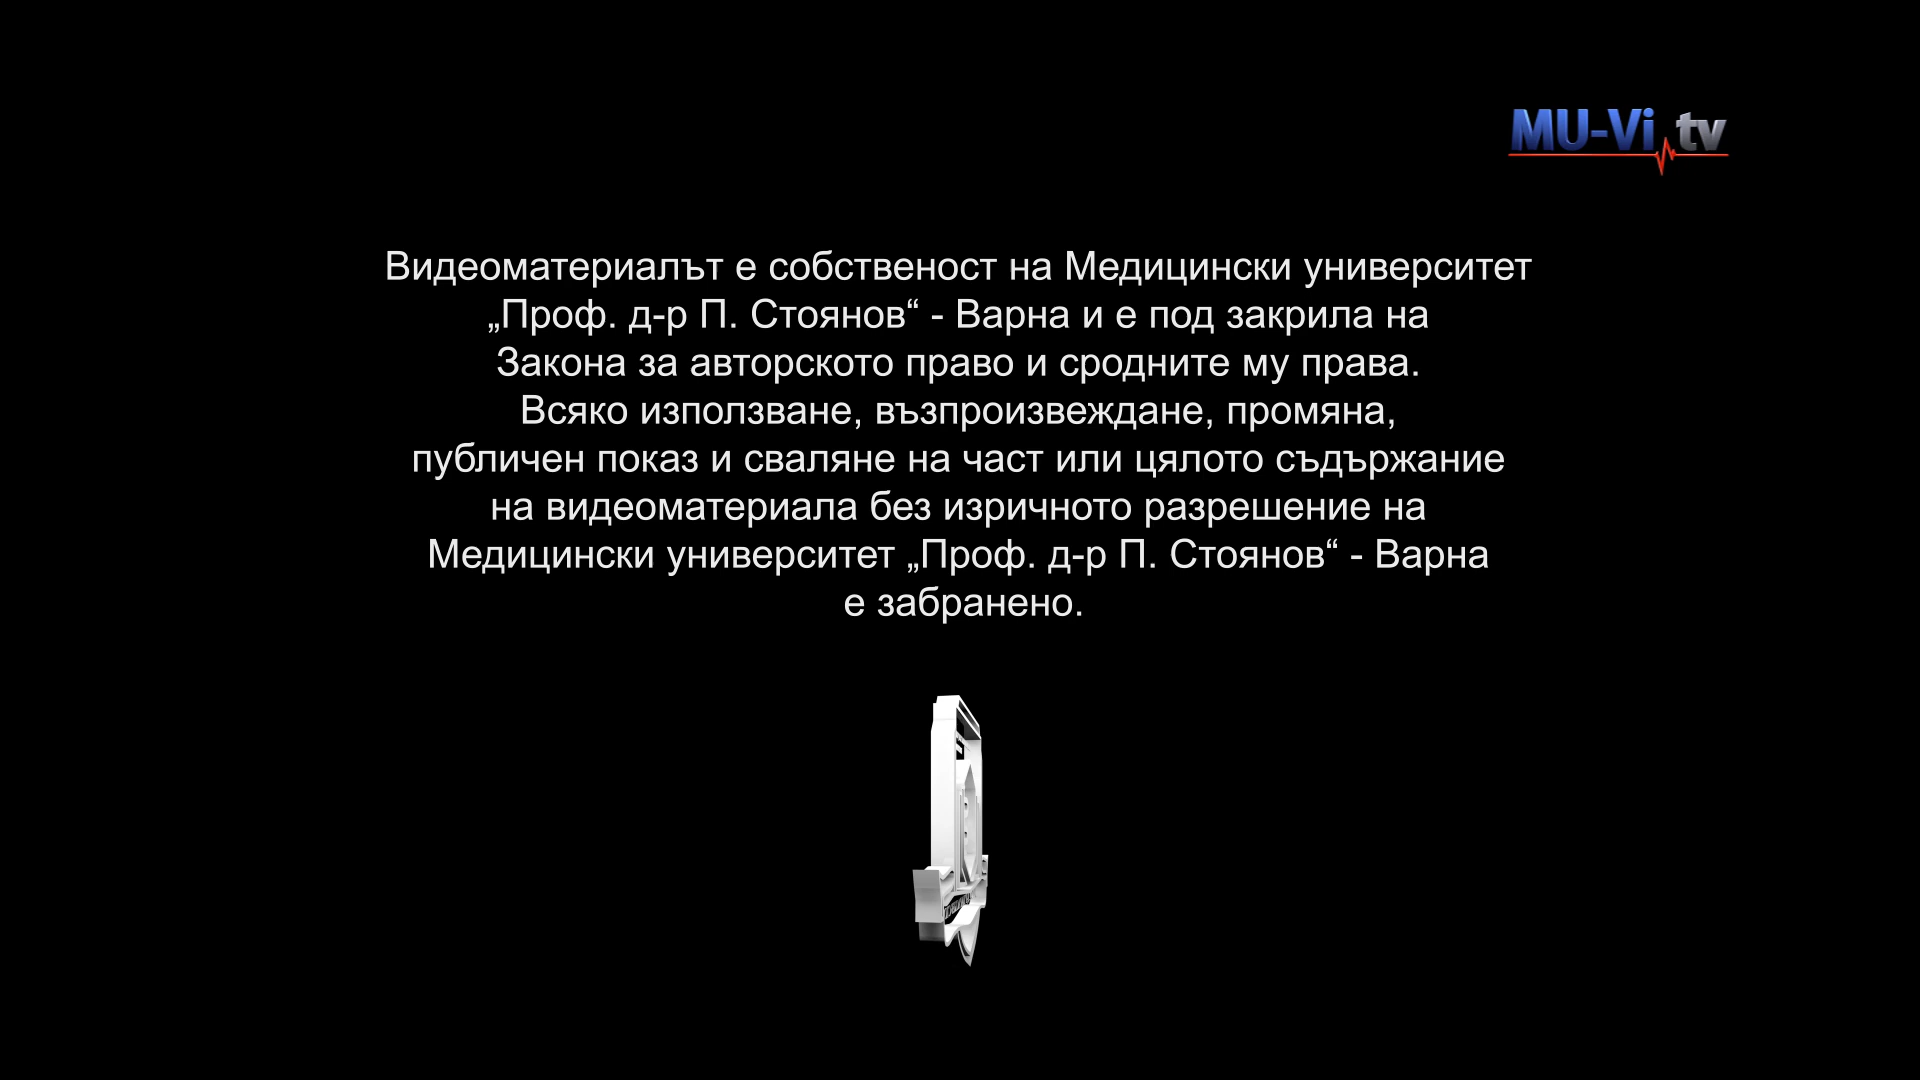 MU-Vi tv
Видеоматериалът е собственост на Медицински университет
„Проф. д-р П. Стоянов“ - Варна и е под закрила на
Закона за авторското право и сродните му права.
Всяко използване, възпроизвеждане, промяна,
публичен показ и сваляне на част или цялото съдържание
на видеоматериала без изричното разрешение на
Медицински университет „Проф. д-р П. Стоянов“ - Варна
е забранено.